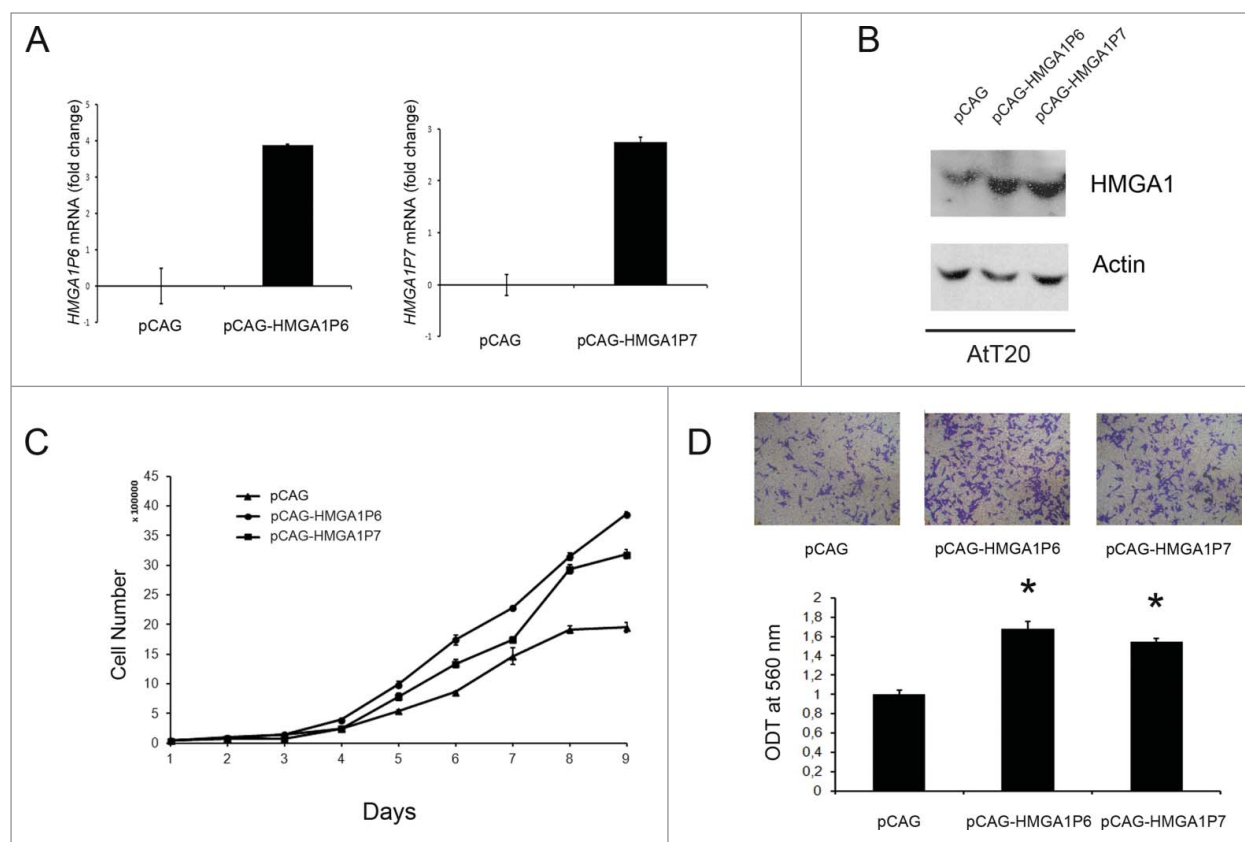 A
HMGA1P6 mRNA (fold change)
5
4
3
2
1
0
-1
pCAG
pCAG-HMGA1P6
HMGA1P7 mRNA (fold change)
3
2
1
0
-1
pCAG
pCAG-HMGA1P7
B
pCAG
pCAG-HMGA1P6
pCAG-HMGA1P7
HMGA1
Actin
AtT20
C
x 100000
Cell Number
45
40
35
30
25
20
15
10
5
0
pCAG
pCAG-HMGA1P6
pCAG-HMGA1P7
1 2 3 4 5 6 7 8 9
Days
D
pCAG
pCAG-HMGA1P6
pCAG-HMGA1P7
* *
ODT at 560 nm
2
1,8
1,6
1,4
1,2
1
0,8
0,6
0,4
0,2
0
pCAG
pCAG-HMGA1P6
pCAG-HMGA1P7